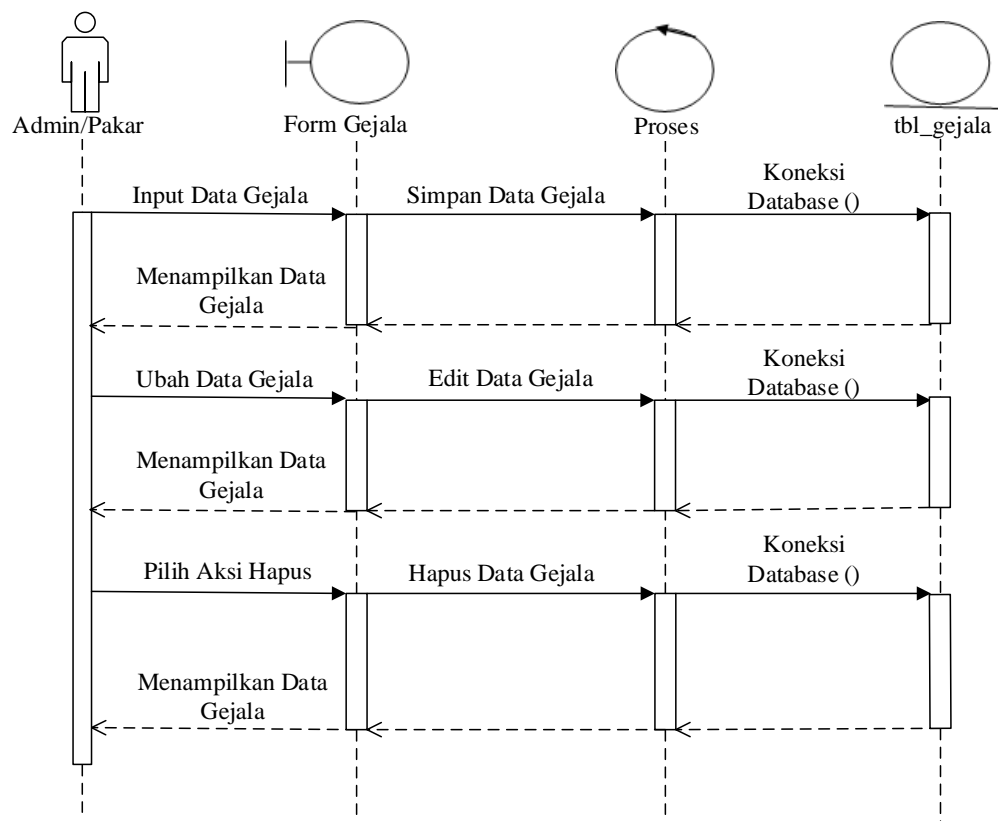 Admin/Pakar
Form Gejala
Proses
tbl_gejala
Input Data Gejala
Simpan Data Gejala
Koneksi
Database ()
Menampilkan Data
Gejala
Ubah Data Gejala
Edit Data Gejala
Koneksi
Database ()
Menampilkan Data
Gejala
Pilih Aksi Hapus
Hapus Data Gejala
Koneksi
Database ()
Menampilkan Data
Gejala